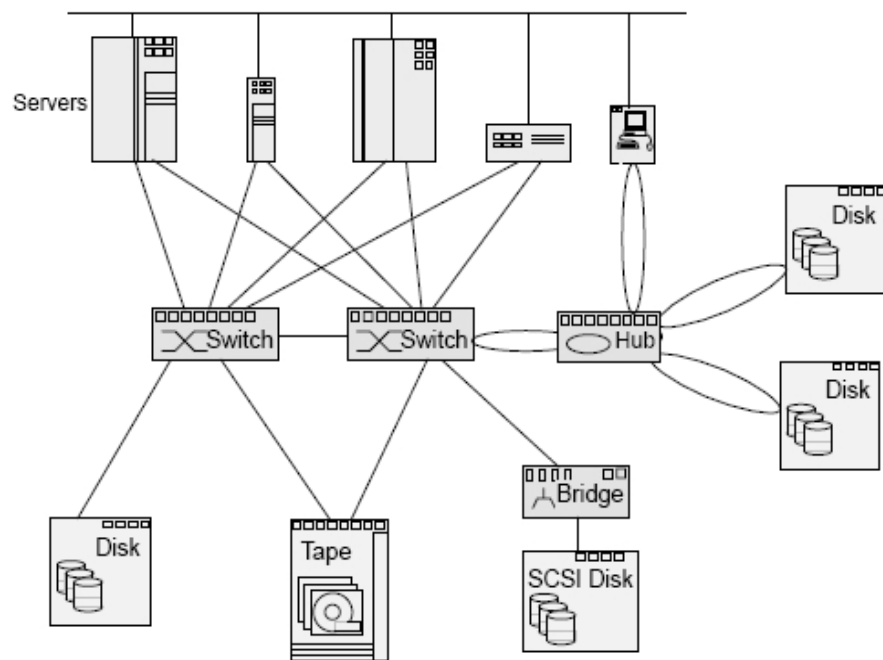 Servers
Disk
Switch
Switch
Hub
Disk
Bridge
Disk
Tape
SCSI Disk